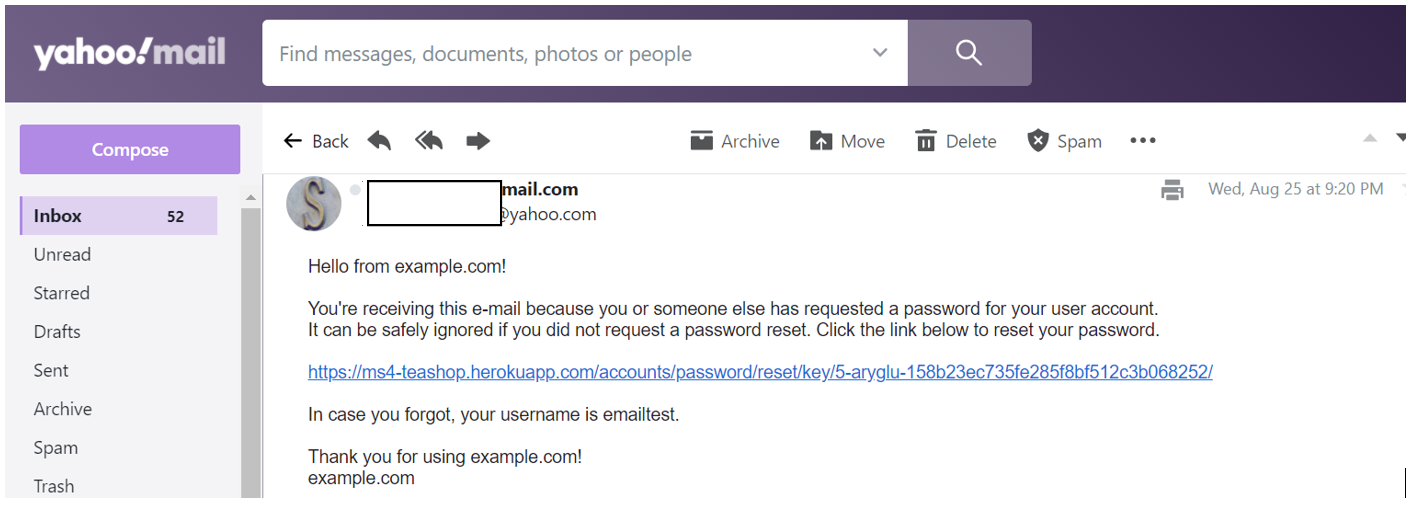 yahoo!mail
Find messages, documents, photos or people
Compose
Back
Archive
Move
Delete
Spam
Inbox 52
Unread
Starred
Drafts
Sent
Archive
Spam
Trash
S
mail.com
@yahoo.com
Wed, Aug 25 at 9:20 PM
Hello from example.com!
You're receiving this e-mail because you or someone else has requested a password for your user account.
It can be safely ignored if you did not request a password reset. Click the link below to reset your password.
https://ms4-teashop.herokuapp.com/accounts/password/reset/key/5-aryglu-158b23ec735fe285f8bf512c3b068252/
In case you forgot, your username is emailtest.
Thank you for using example.com!
example.com